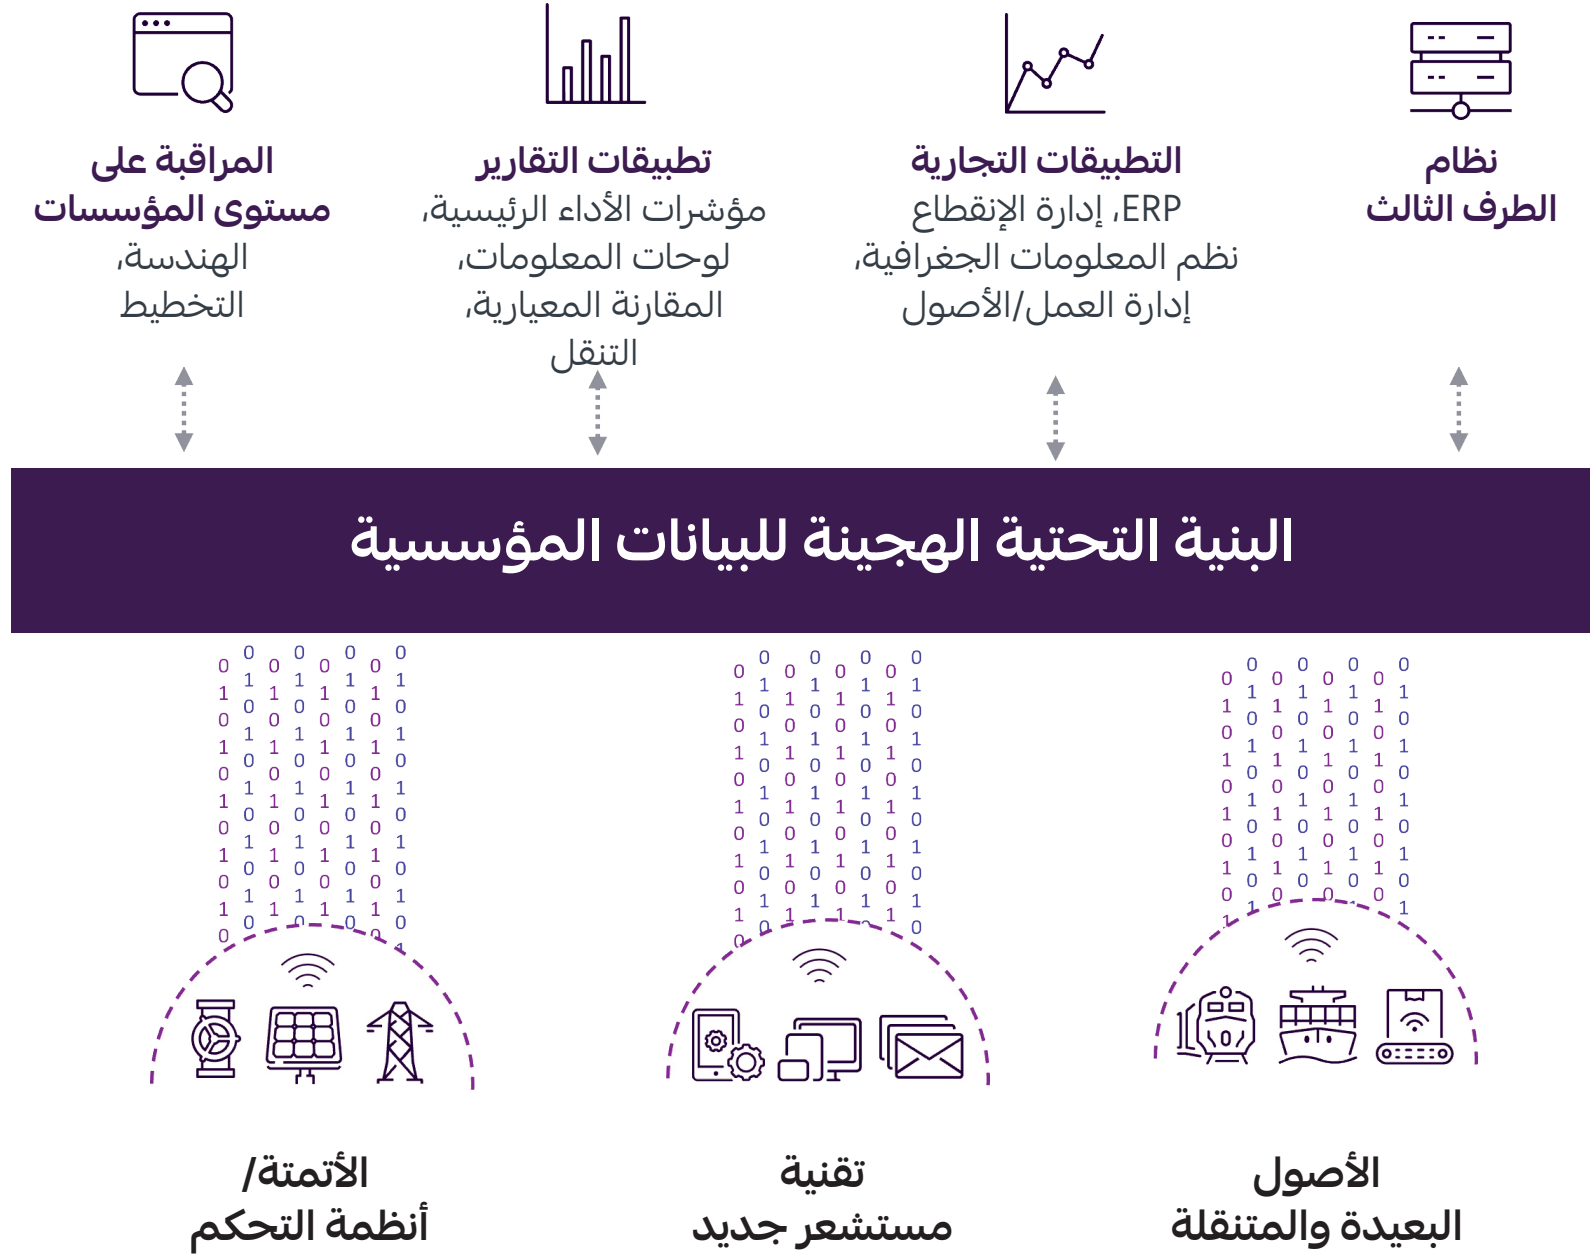 نظام
الطرف الثالث
التطبيقات التجارية
ERP، إدارة الإنقطاع
نظم المعلومات الجغرافية،
إدارة العمل/الأصول
تطبيقات التقارير
مؤشرات الأداء الرئيسية،
لوحات المعلومات،
المقارنة المعيارية،
التنقل
المراقبة على
مستوى المؤسسات
الهندسة،
التخطيط
البنية التحتية الهجينة للبيانات المؤسسية
الأصول
البعيدة والمتنقلة
تقنية
مستشعر جديد
الأتمتة/
أنظمة التحكم